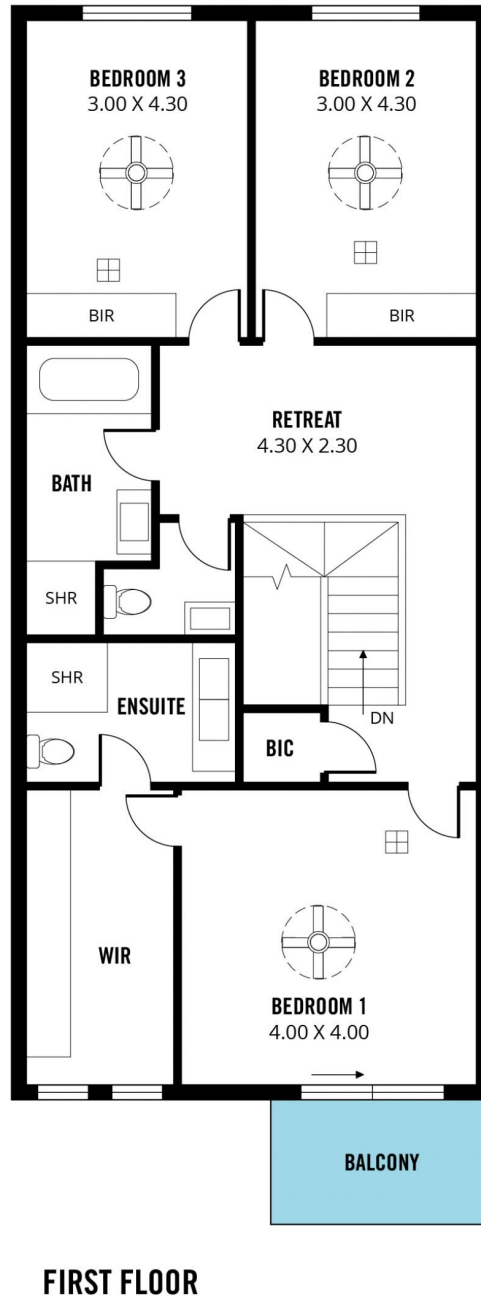 BEDROOM 3
3.00 X 4.30
BEDROOM 2
3.00 X 4.30
BIR
BIR
RETREAT
4.30 X 2.30
BATH
SHR
SHR
ENSUITE
DN
BIC
WIR
BEDROOM 1
4.00 X 4.00
BALCONY
FIRST FLOOR